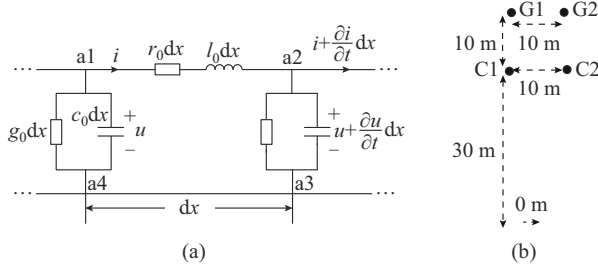 a1
i
r₀dx
l₀dx
a2
i+∂i/∂t dx
...
...
g₀dx
c₀dx
+
u
−
+
u+∂u/∂t dx
−
a4
a3
...
...
dx
(a)
G1
G2
10 m
10 m
C1
C2
10 m
30 m
0 m
(b)